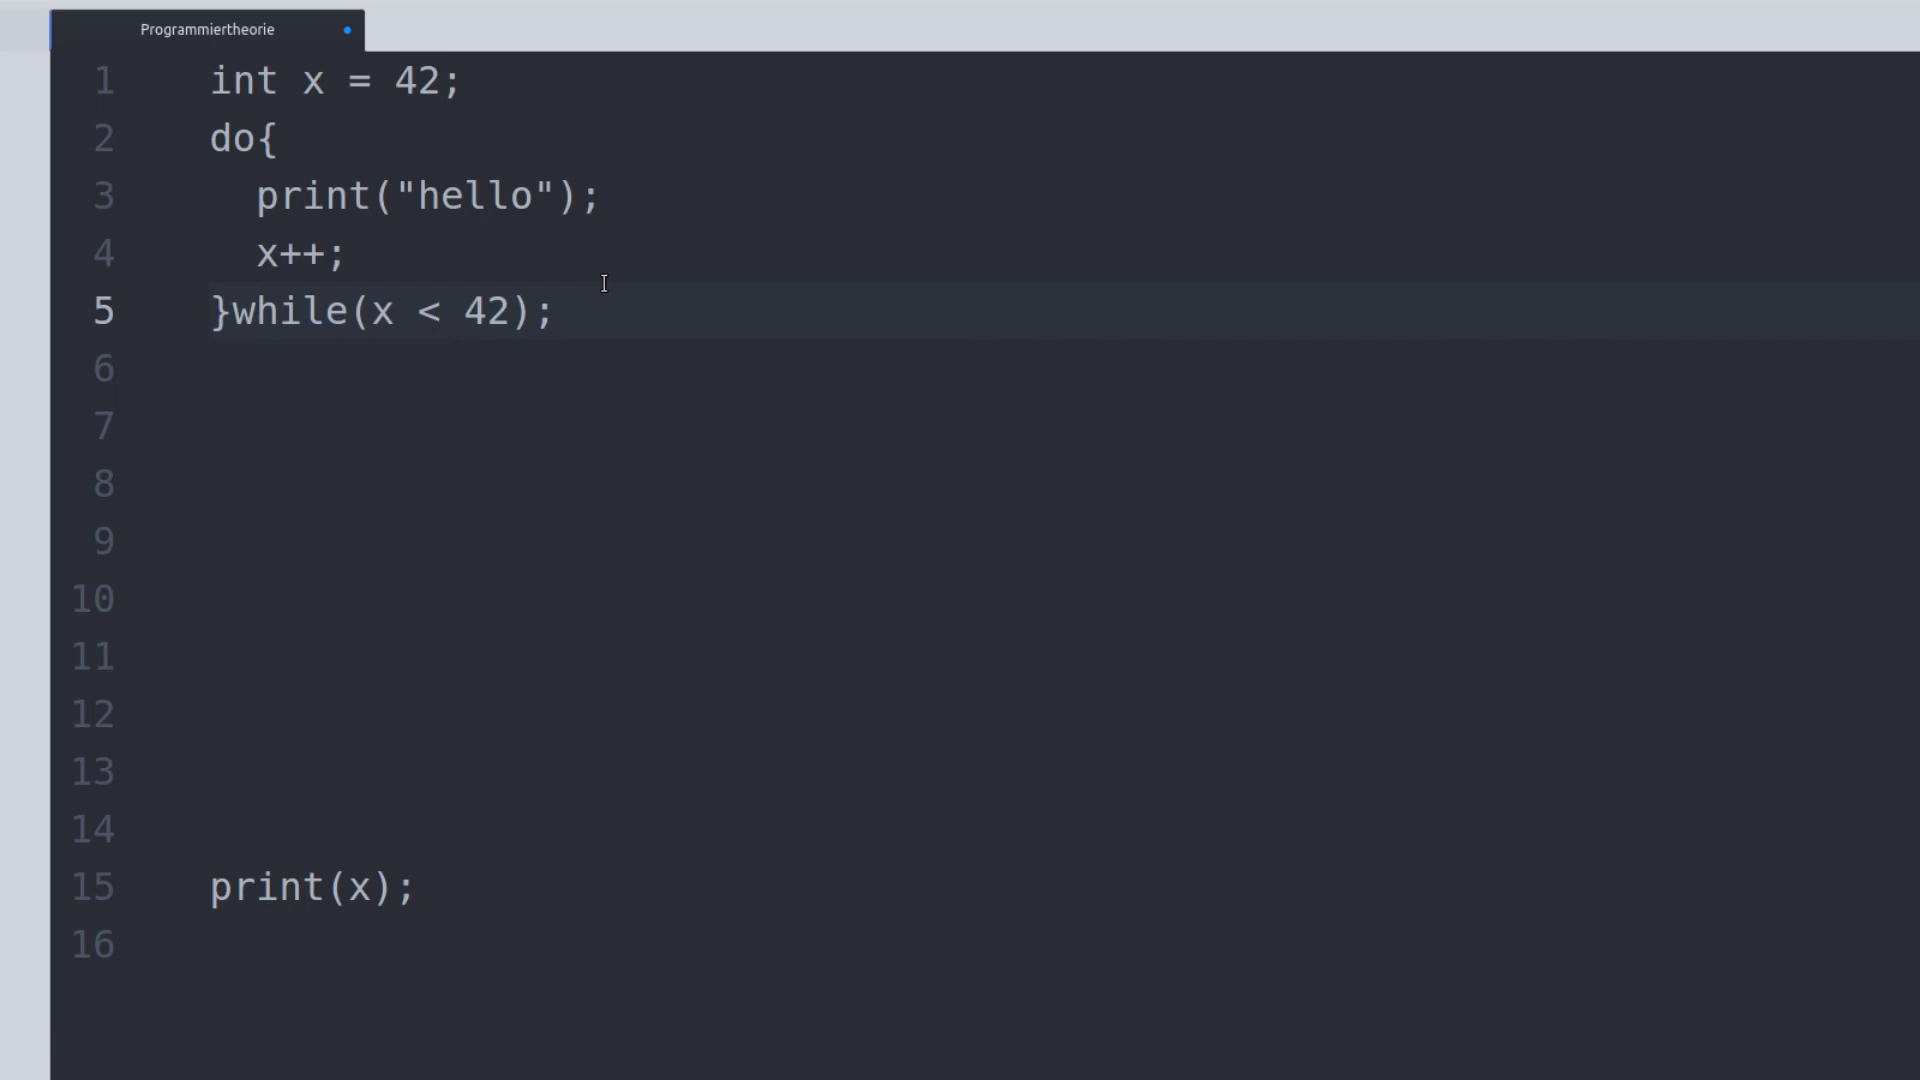 Programmiertheorie
1 int x = 42;
2 do{
3 print("hello");
4 x++;
5 }while(x < 42);
6
7
8
9
10
11
12
13
14
15 print(x);
16